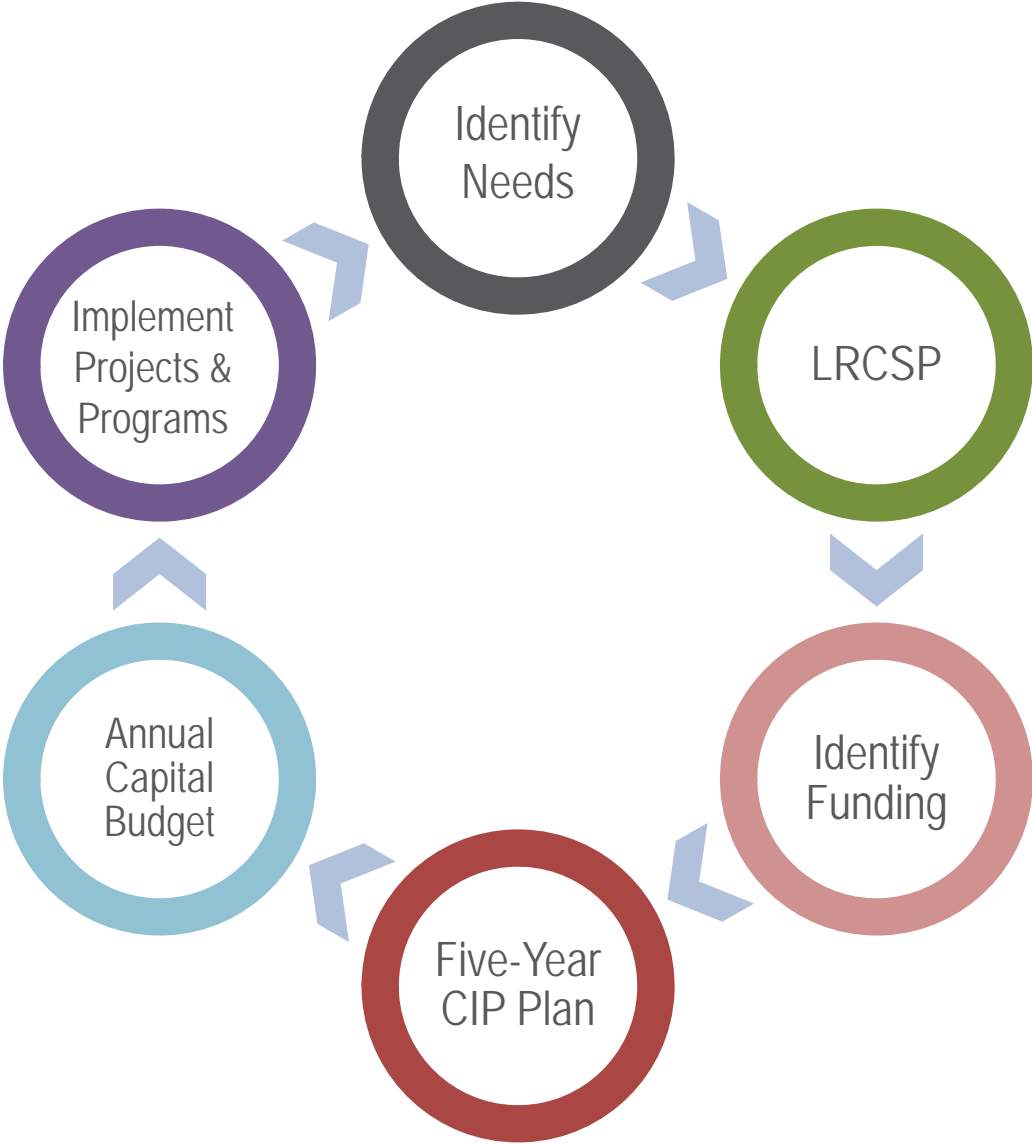 Identify
Needs
LRCSP
Identify
Funding
Five-Year
CIP Plan
Annual
Capital
Budget
Implement
Projects &
Programs